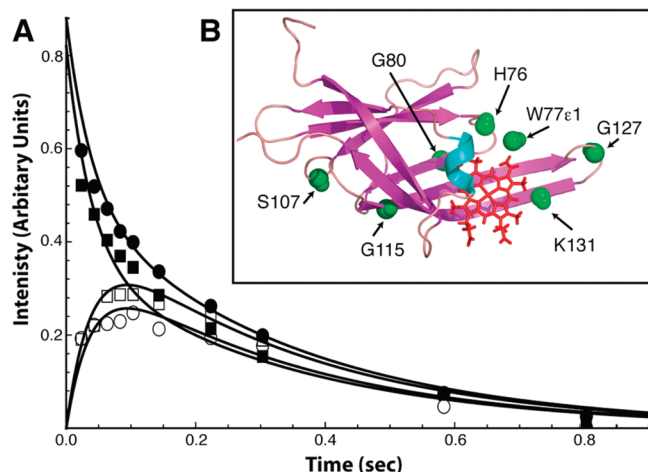 A
B
G80
H76
W77ε1
G127
S107
G115
K131
Intenisty (Arbitary Units)
0.8
0.6
0.4
0.2
0.0 0.2 0.4 0.6 0.8
Time (sec)